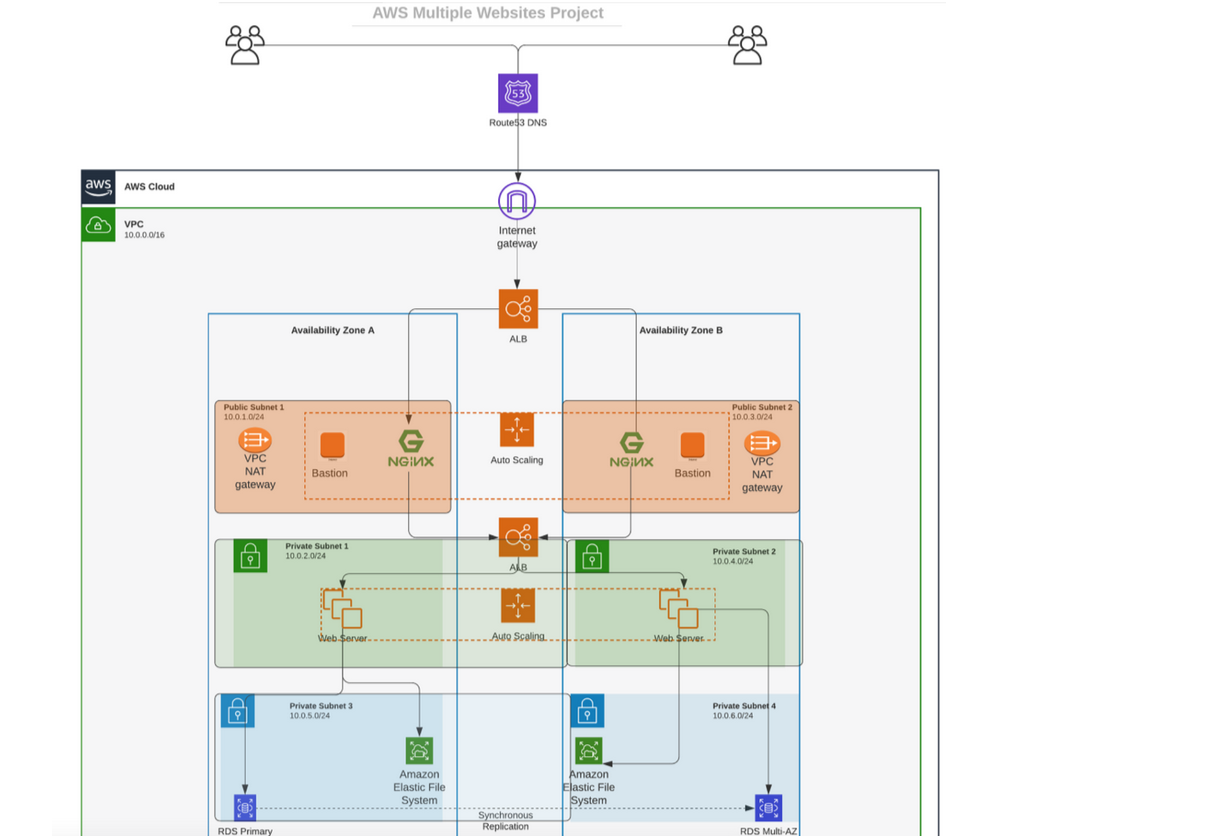 AWS Multiple Websites Project
53
Route53 DNS
aws
AWS Cloud
VPC
10.0.0.0/16
Internet
gateway
ALB
Availability Zone A
Availability Zone B
Public Subnet 1
10.0.1.0/24
Public Subnet 2
10.0.3.0/24
VPC
NAT
gateway
Bastion
NGINX
Auto Scaling
NGINX
Bastion
VPC
NAT
gateway
ALB
Private Subnet 1
10.0.2.0/24
Private Subnet 2
10.0.4.0/24
Web Server
Auto Scaling
Web Server
Private Subnet 3
10.0.5.0/24
Private Subnet 4
10.0.6.0/24
Amazon
Elastic File
System
Amazon
Elastic File
System
Synchronous
Replication
RDS Primary
RDS Multi-AZ